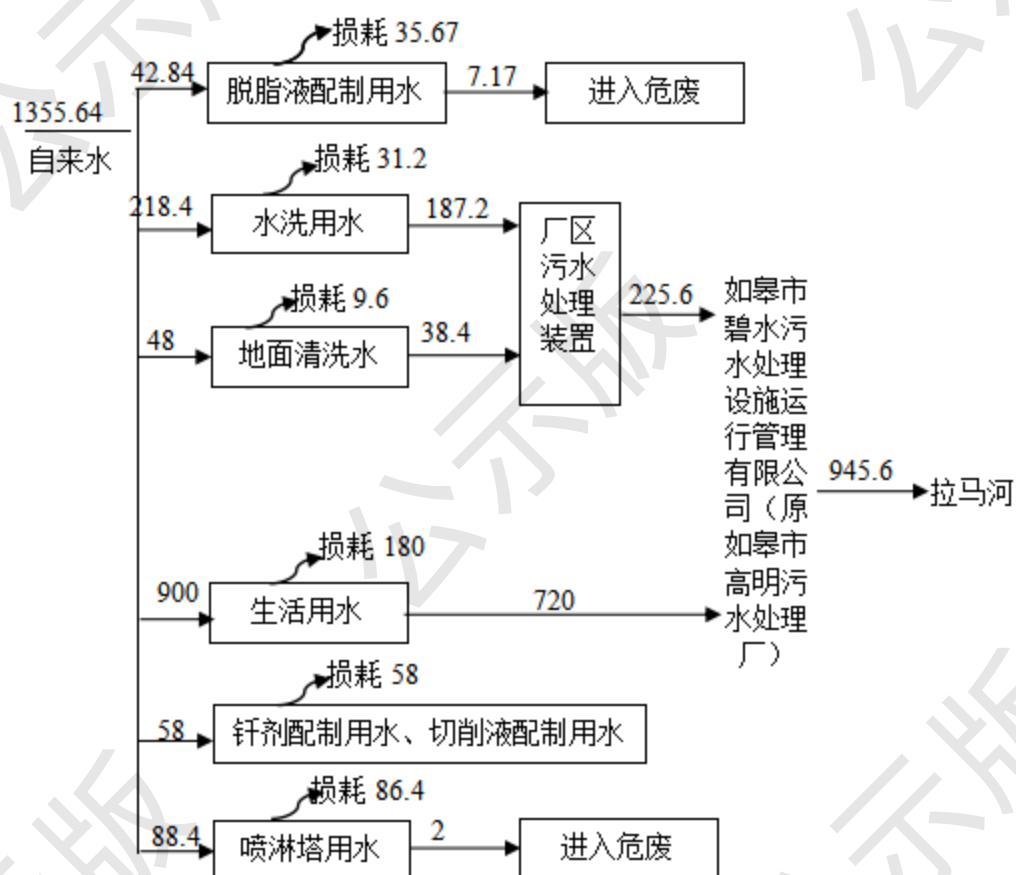 损耗 35.67
42.84
脱脂液配制用水
7.17
进入危废
1355.64
自来水
损耗 31.2
218.4
水洗用水
187.2
厂区
污水
处理
装置
损耗 9.6
48
地面清洗水
38.4
225.6
如皋市
碧水污
水处理
设施运
行管理
有限公
司（原
如皋市
高明污
水处理
厂）
945.6
拉马河
损耗 180
900
生活用水
720
损耗 58
58
钎剂配制用水、切削液配制用水
损耗 86.4
88.4
喷淋塔用水
2
进入危废
公示版